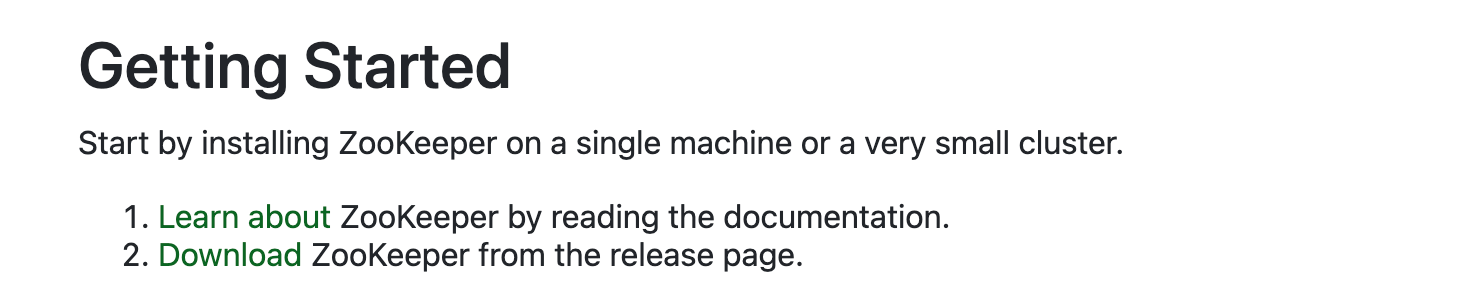 Getting Started
Start by installing ZooKeeper on a single machine or a very small cluster.
1. Learn about ZooKeeper by reading the documentation.
2. Download ZooKeeper from the release page.